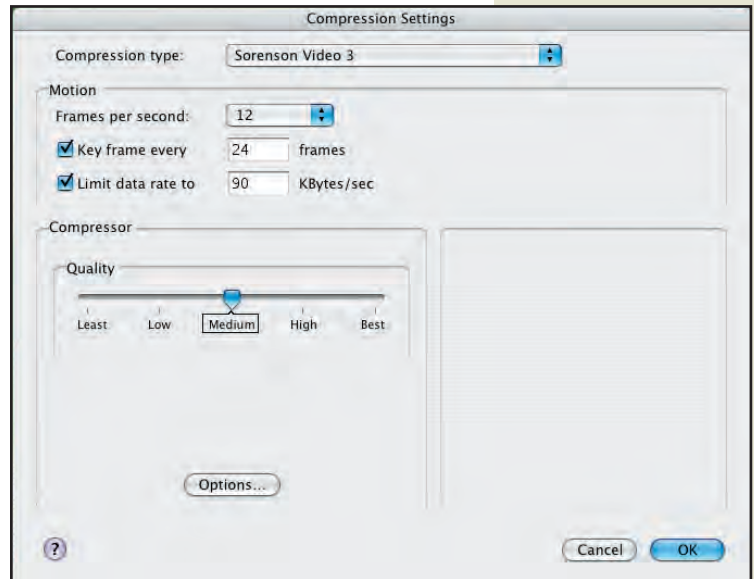 Compression Settings
Compression type: Sorenson Video 3
Motion
Frames per second: 12
Key frame every 24 frames
Limit data rate to 90 KBytes/sec
Compressor
Quality
Least Low Medium High Best
Options...
? Cancel OK